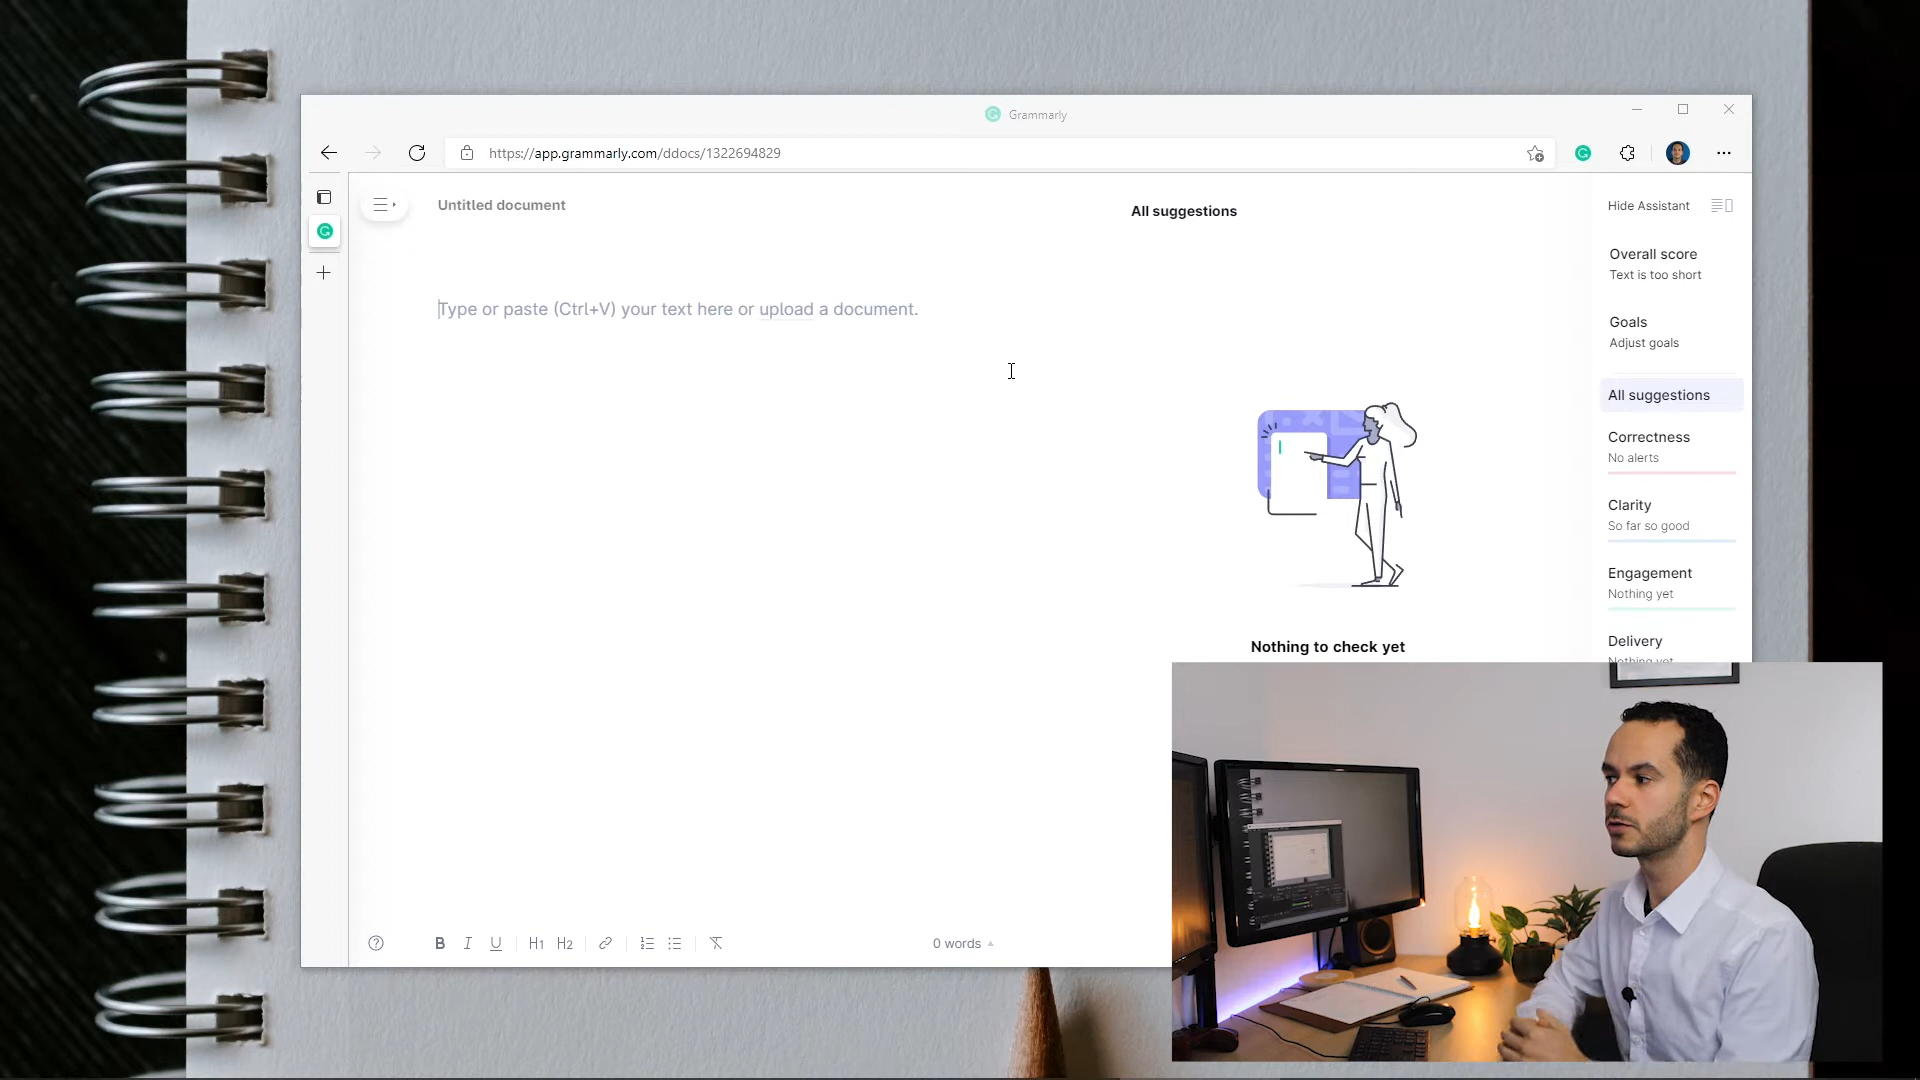 Grammarly
https://app.grammarly.com/ddocs/1322694829
Untitled document
All suggestions
Hide Assistant
Overall score
Text is too short
Type or paste (Ctrl+V) your text here or upload a document.
Goals
Adjust goals
All suggestions
Correctness
No alerts
Clarity
So far so good
Engagement
Nothing yet
Delivery
Nothing yet
Nothing to check yet
B I U H1 H2
0 words